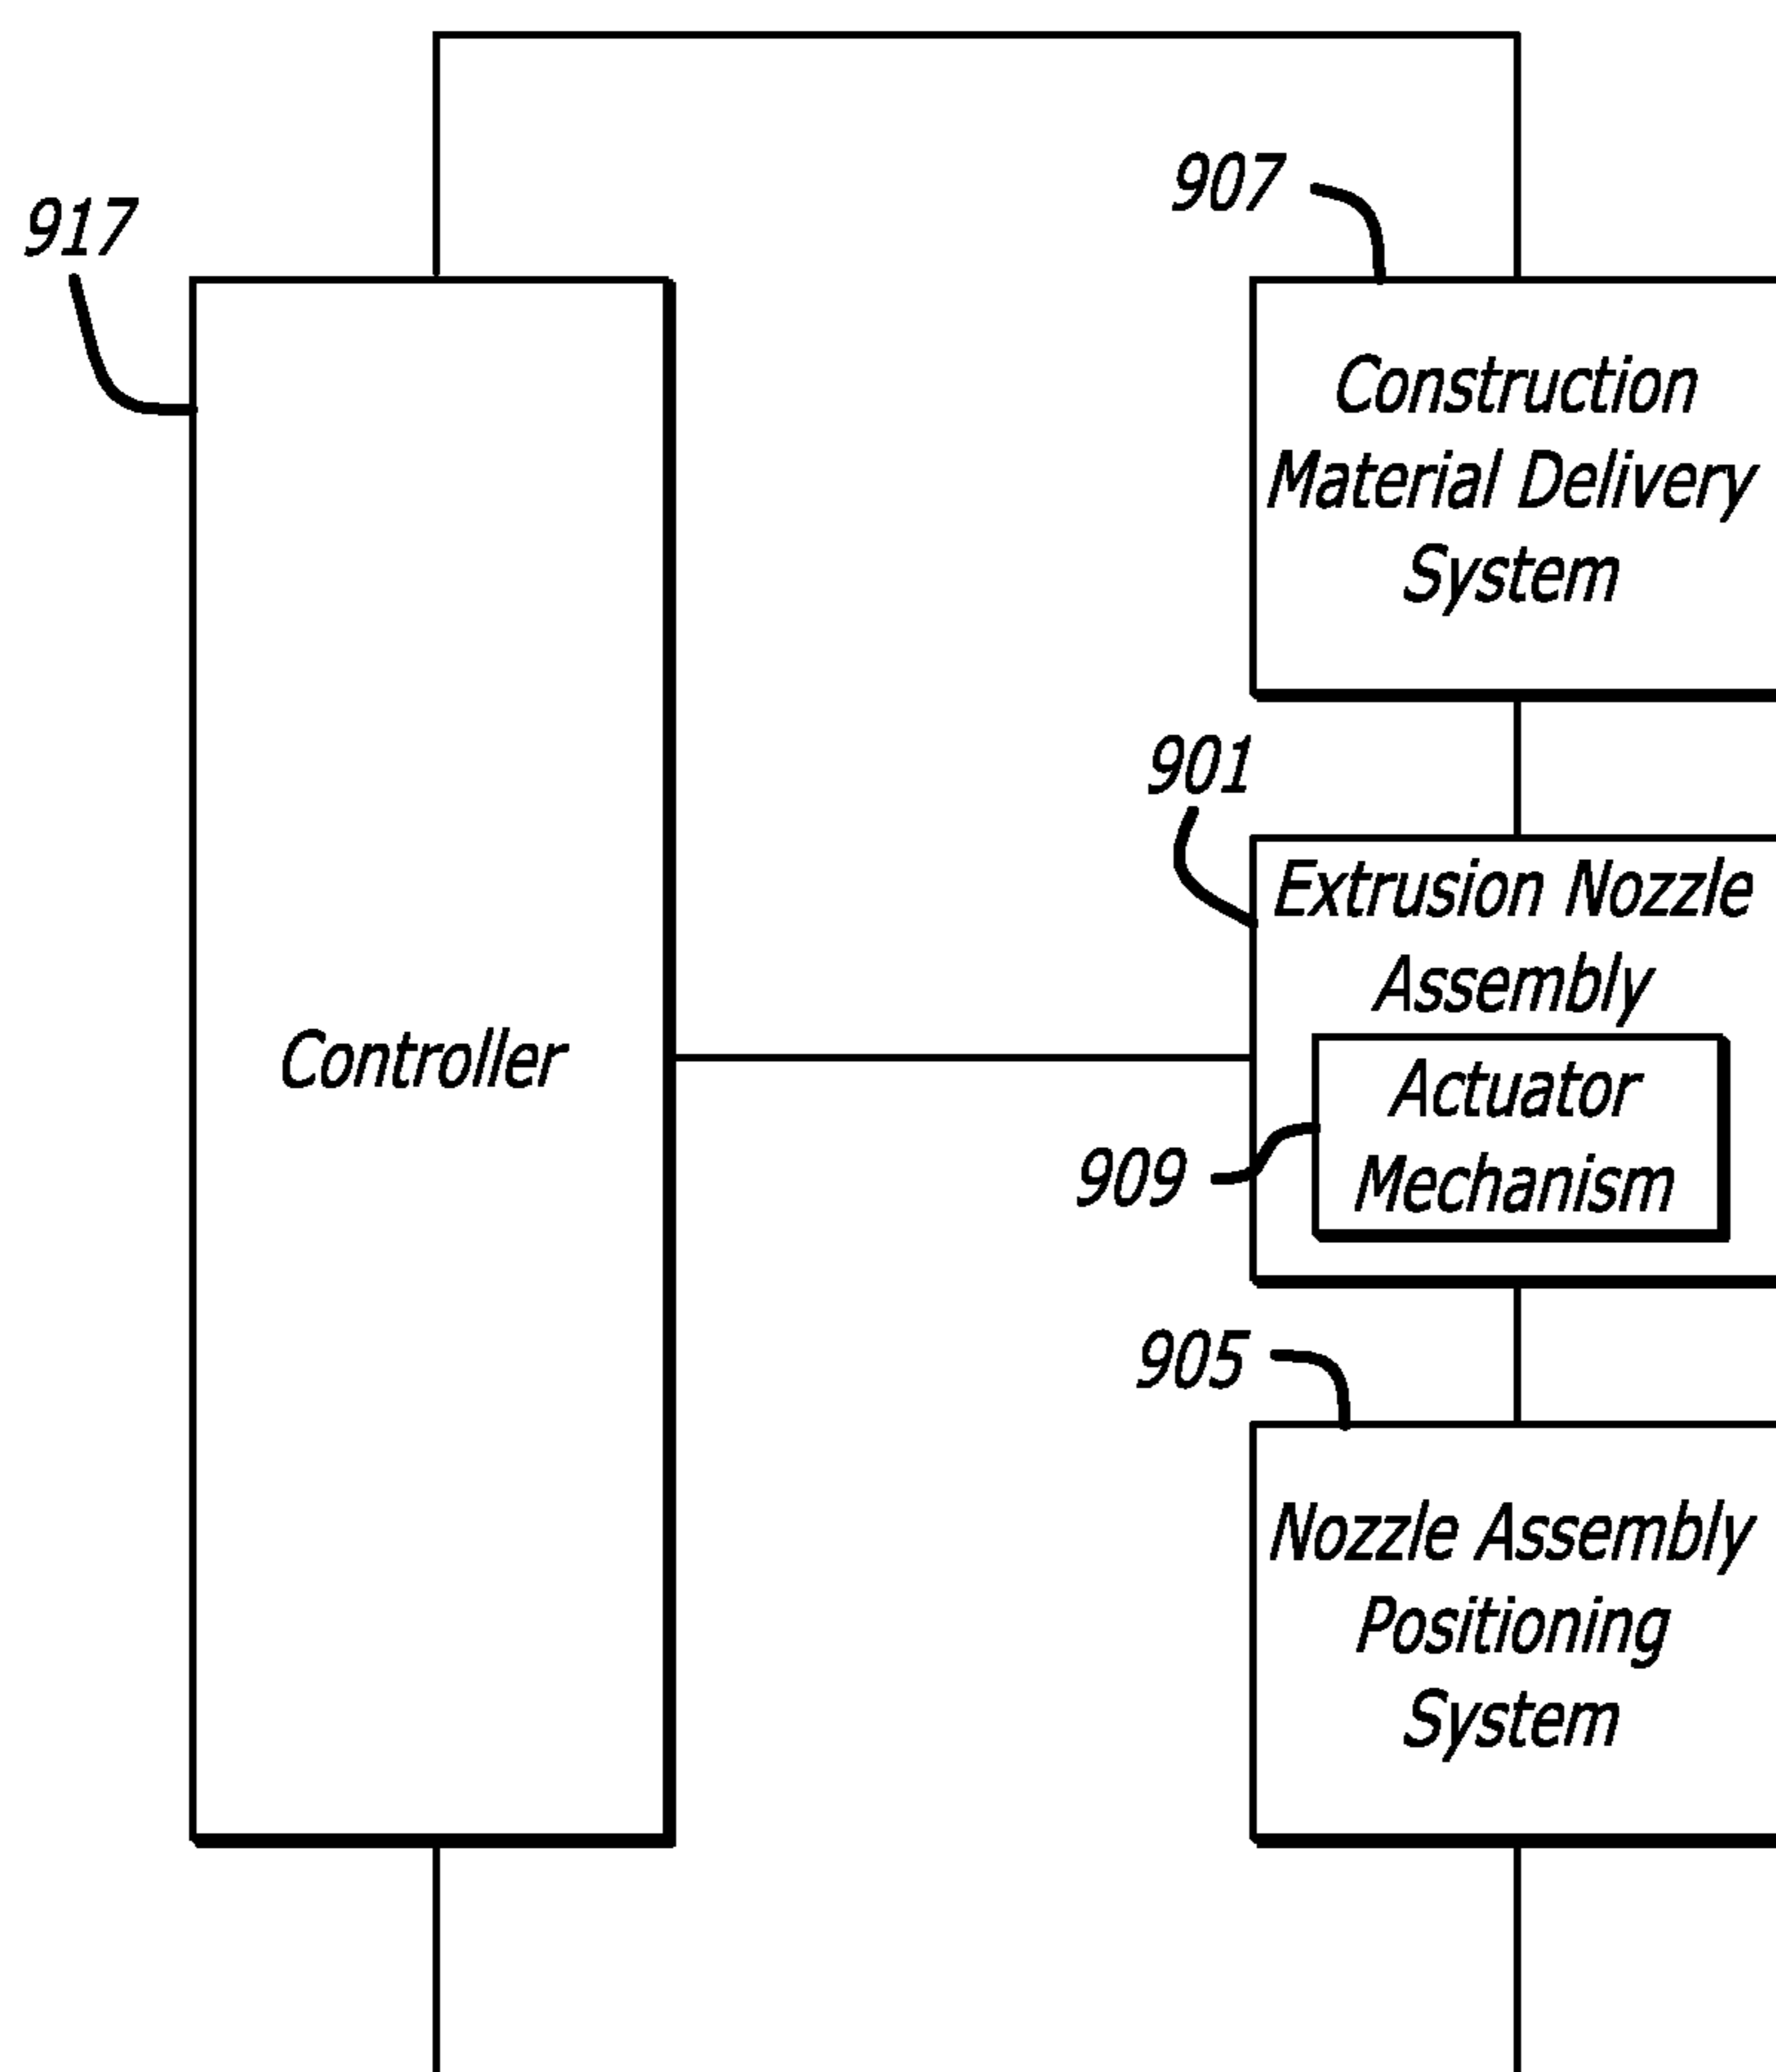 917
Controller
907
Construction
Material Delivery
System
901
Extrusion Nozzle
Assembly
Actuator
Mechanism
909
905
Nozzle Assembly
Positioning
System